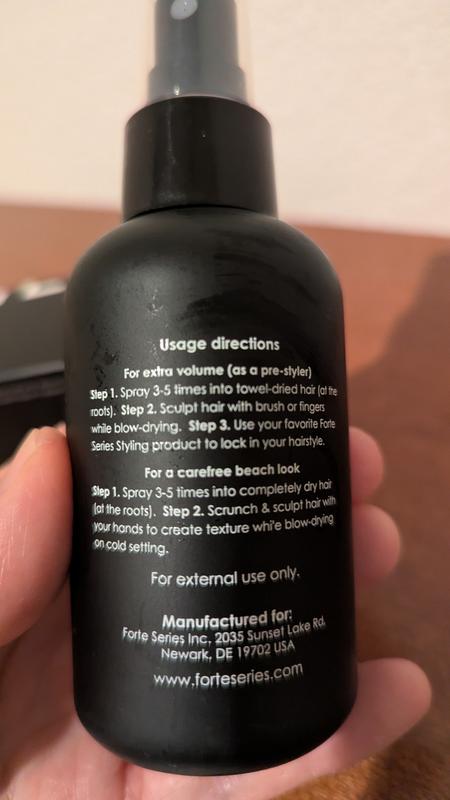 Usage directions
For extra volume (as a pre-styler)
Step 1. Spray 3-5 times into towel-dried hair (at the
roots). Step 2. Sculpt hair with brush or fingers
while blow-drying. Step 3. Use your favorite Forte
Series Styling product to lock in your hairstyle.
For a carefree beach look
Step 1. Spray 3-5 times into completely dry hair
(at the roots). Step 2. Scrunch & sculpt hair with
your hands to create texture while blow-drying
on cold setting.
For external use only.
Manufactured for:
Forte Series Inc, 2035 Sunset Lake Rd,
Newark, DE 19702 USA
www.forteseries.com